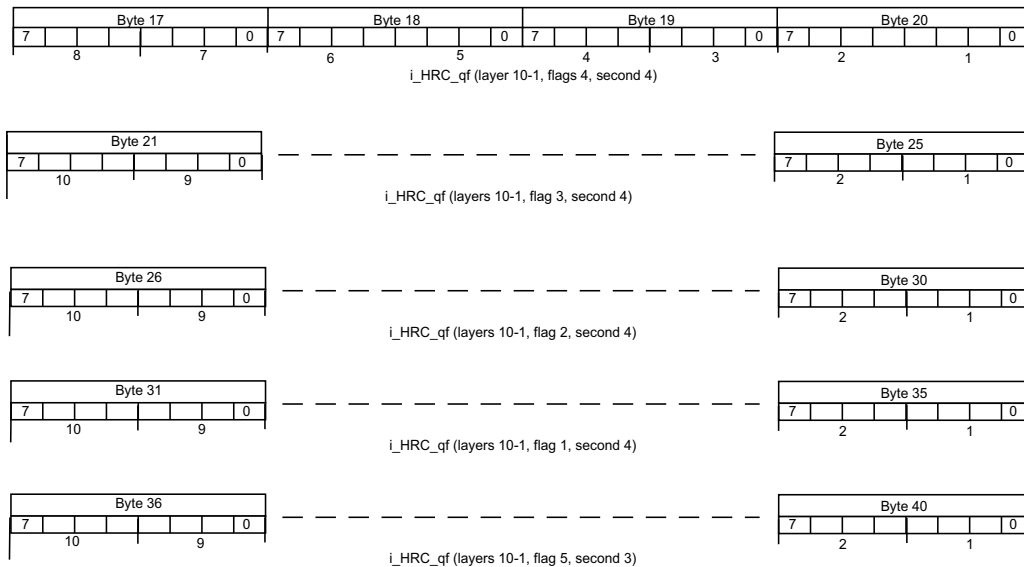 Byte 17 Byte 18 Byte 19 Byte 20
7 0 7 0 7 0 7 0
8 7 6 5 4 3 2 1
i_HRC_qf (layer 10-1, flags 4, second 4)
Byte 21 Byte 25
7 0 7 0
10 9 2 1
i_HRC_qf (layers 10-1, flag 3, second 4)
Byte 26 Byte 30
7 0 7 0
10 9 2 1
i_HRC_qf (layers 10-1, flag 2, second 4)
Byte 31 Byte 35
7 0 7 0
10 9 2 1
i_HRC_qf (layers 10-1, flag 1, second 4)
Byte 36 Byte 40
7 0 7 0
10 9 2 1
i_HRC_qf (layers 10-1, flag 5, second 3)